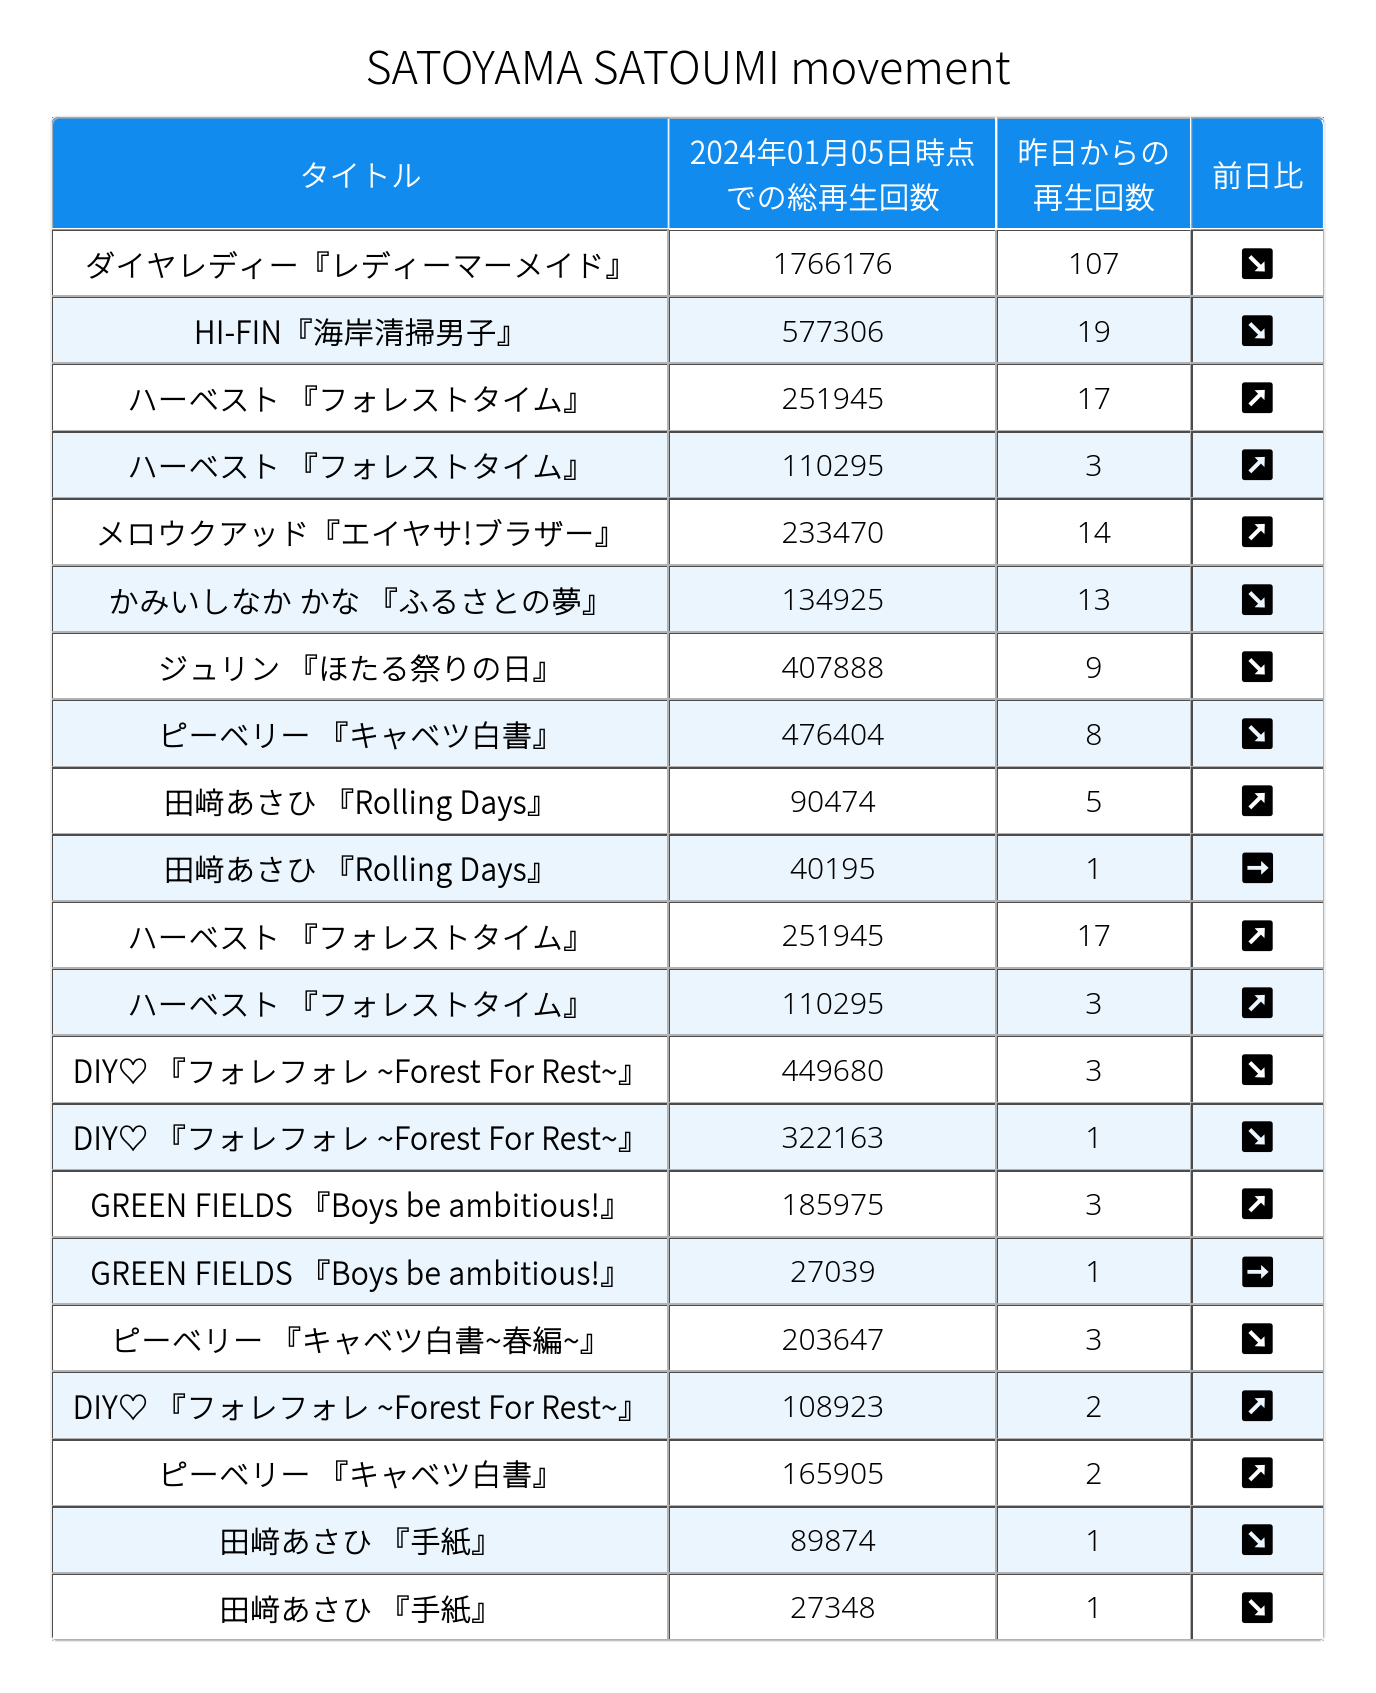 SATOYAMA SATOUMI movement
タイトル 2024年01月05日時点での総再生回数 昨日からの再生回数 前日比
ダイヤレディー『レディーマーメイド』 1766176 107 ↘
HI-FIN『海岸清掃男子』 577306 19 ↘
ハーベスト 『フォレストタイム』 251945 17 ↗
ハーベスト 『フォレストタイム』 110295 3 ↗
メロウクアッド『エイヤサ!ブラザー』 233470 14 ↗
かみいしなか かな 『ふるさとの夢』 134925 13 ↘
ジュリン 『ほたる祭りの日』 407888 9 ↘
ピーベリー 『キャベツ白書』 476404 8 ↘
田﨑あさひ 『Rolling Days』 90474 5 ↗
田﨑あさひ 『Rolling Days』 40195 1 →
ハーベスト 『フォレストタイム』 251945 17 ↗
ハーベスト 『フォレストタイム』 110295 3 ↗
DIY♡ 『フォレフォレ ~Forest For Rest~』 449680 3 ↘
DIY♡ 『フォレフォレ ~Forest For Rest~』 322163 1 ↘
GREEN FIELDS 『Boys be ambitious!』 185975 3 ↗
GREEN FIELDS 『Boys be ambitious!』 27039 1 →
ピーベリー 『キャベツ白書~春編~』 203647 3 ↘
DIY♡ 『フォレフォレ ~Forest For Rest~』 108923 2 ↗
ピーベリー 『キャベツ白書』 165905 2 ↗
田﨑あさひ 『手紙』 89874 1 ↘
田﨑あさひ 『手紙』 27348 1 ↘